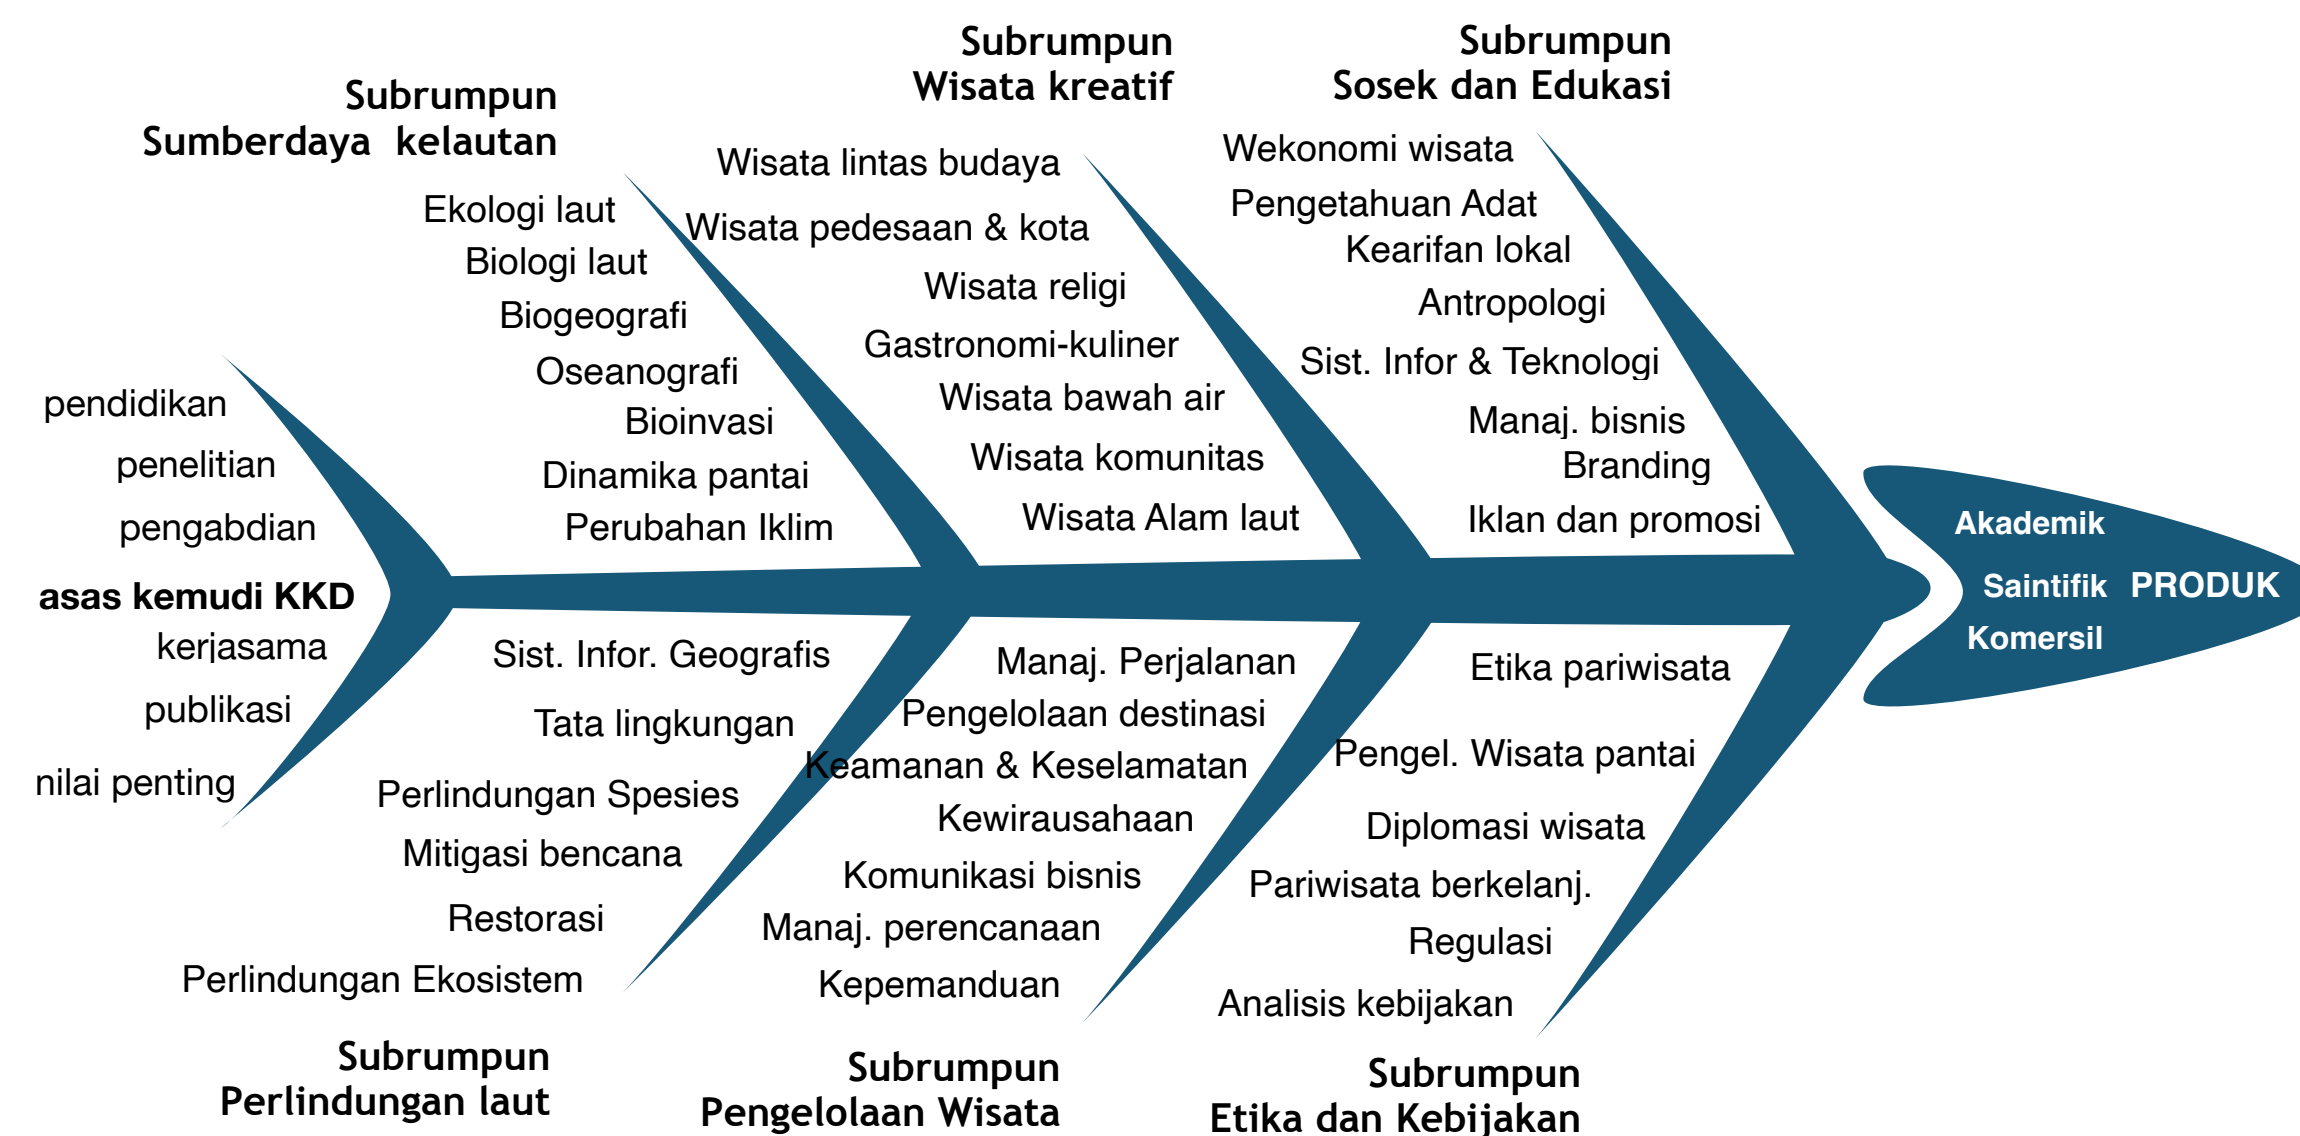 Subrumpun
Sumberdaya  kelautan
Ekologi laut
Biologi laut
Biogeografi
Oseanografi
Bioinvasi
Dinamika pantai
Perubahan Iklim
Subrumpun
Wisata kreatif
Wisata lintas budaya
Wisata pedesaan & kota
Wisata religi
Gastronomi-kuliner
Wisata bawah air
Wisata komunitas
Wisata Alam laut
Subrumpun
Sosek dan Edukasi
Wekonomi wisata
Pengetahuan Adat
Kearifan lokal
Antropologi
Sist. Infor & Teknologi
Manaj. bisnis
Branding
Iklan dan promosi
pendidikan
penelitian
pengabdian
asas kemudi KKD
kerjasama
publikasi
nilai penting
Akademik
Saintifik PRODUK
Komersil
Sist. Infor. Geografis
Tata lingkungan
Perlindungan Spesies
Mitigasi bencana
Restorasi
Perlindungan Ekosistem
Subrumpun
Perlindungan laut
Manaj. Perjalanan
Pengelolaan destinasi
Keamanan & Keselamatan
Kewirausahaan
Komunikasi bisnis
Manaj. perencanaan
Kepemanduan
Subrumpun
Pengelolaan Wisata
Etika pariwisata
Pengel. Wisata pantai
Diplomasi wisata
Pariwisata berkelanj.
Regulasi
Analisis kebijakan
Subrumpun
Etika dan Kebijakan